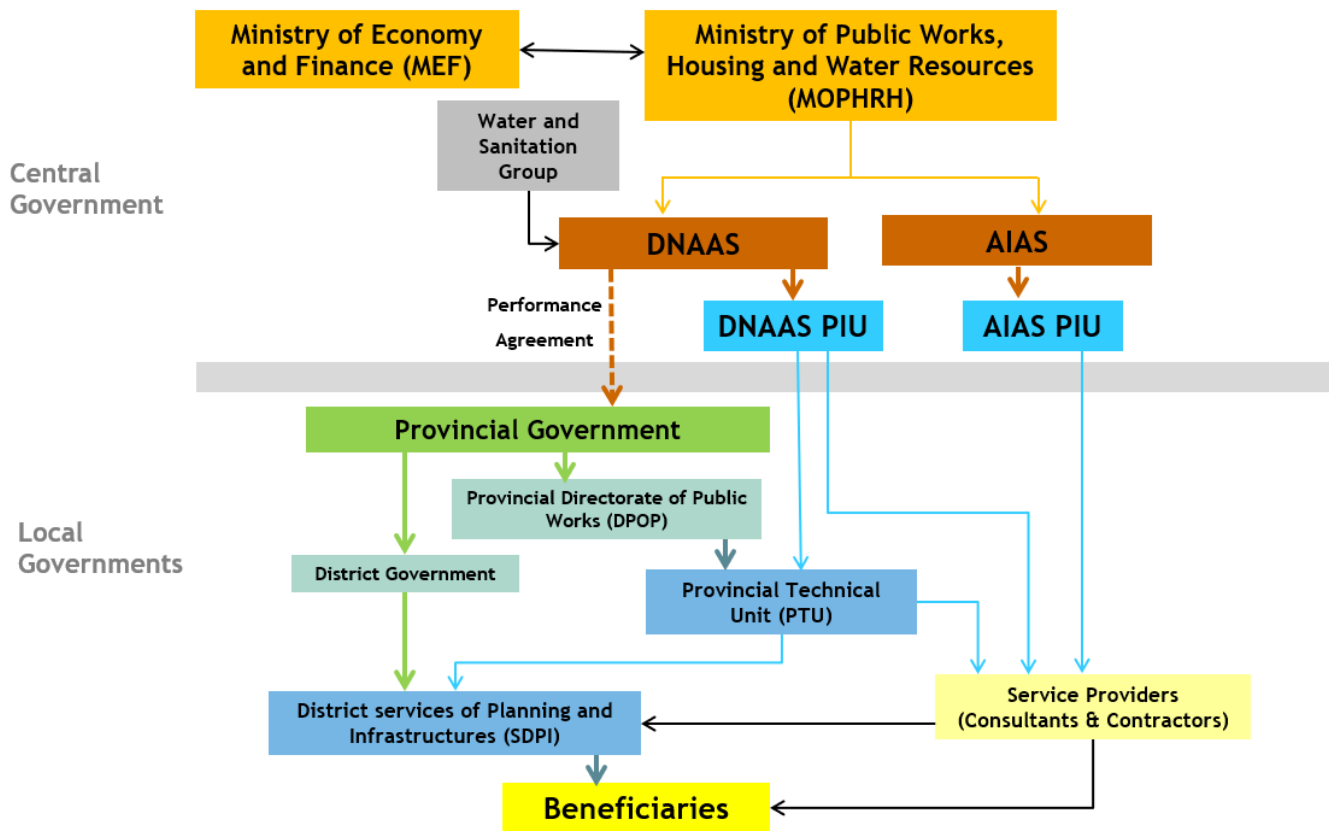 Ministry of Economy
and Finance (MEF)
Ministry of Public Works,
Housing and Water Resources
(MOPHRH)
Water and
Sanitation
Group
Central
Government
DNAAS
AIAS
Performance
Agreement
DNAAS PIU
AIAS PIU
Provincial Government
Provincial Directorate of Public
Works (DPOP)
Local
Governments
District Government
Provincial Technical
Unit (PTU)
District services of Planning and
Infrastructures (SDPI)
Service Providers
(Consultants & Contractors)
Beneficiaries